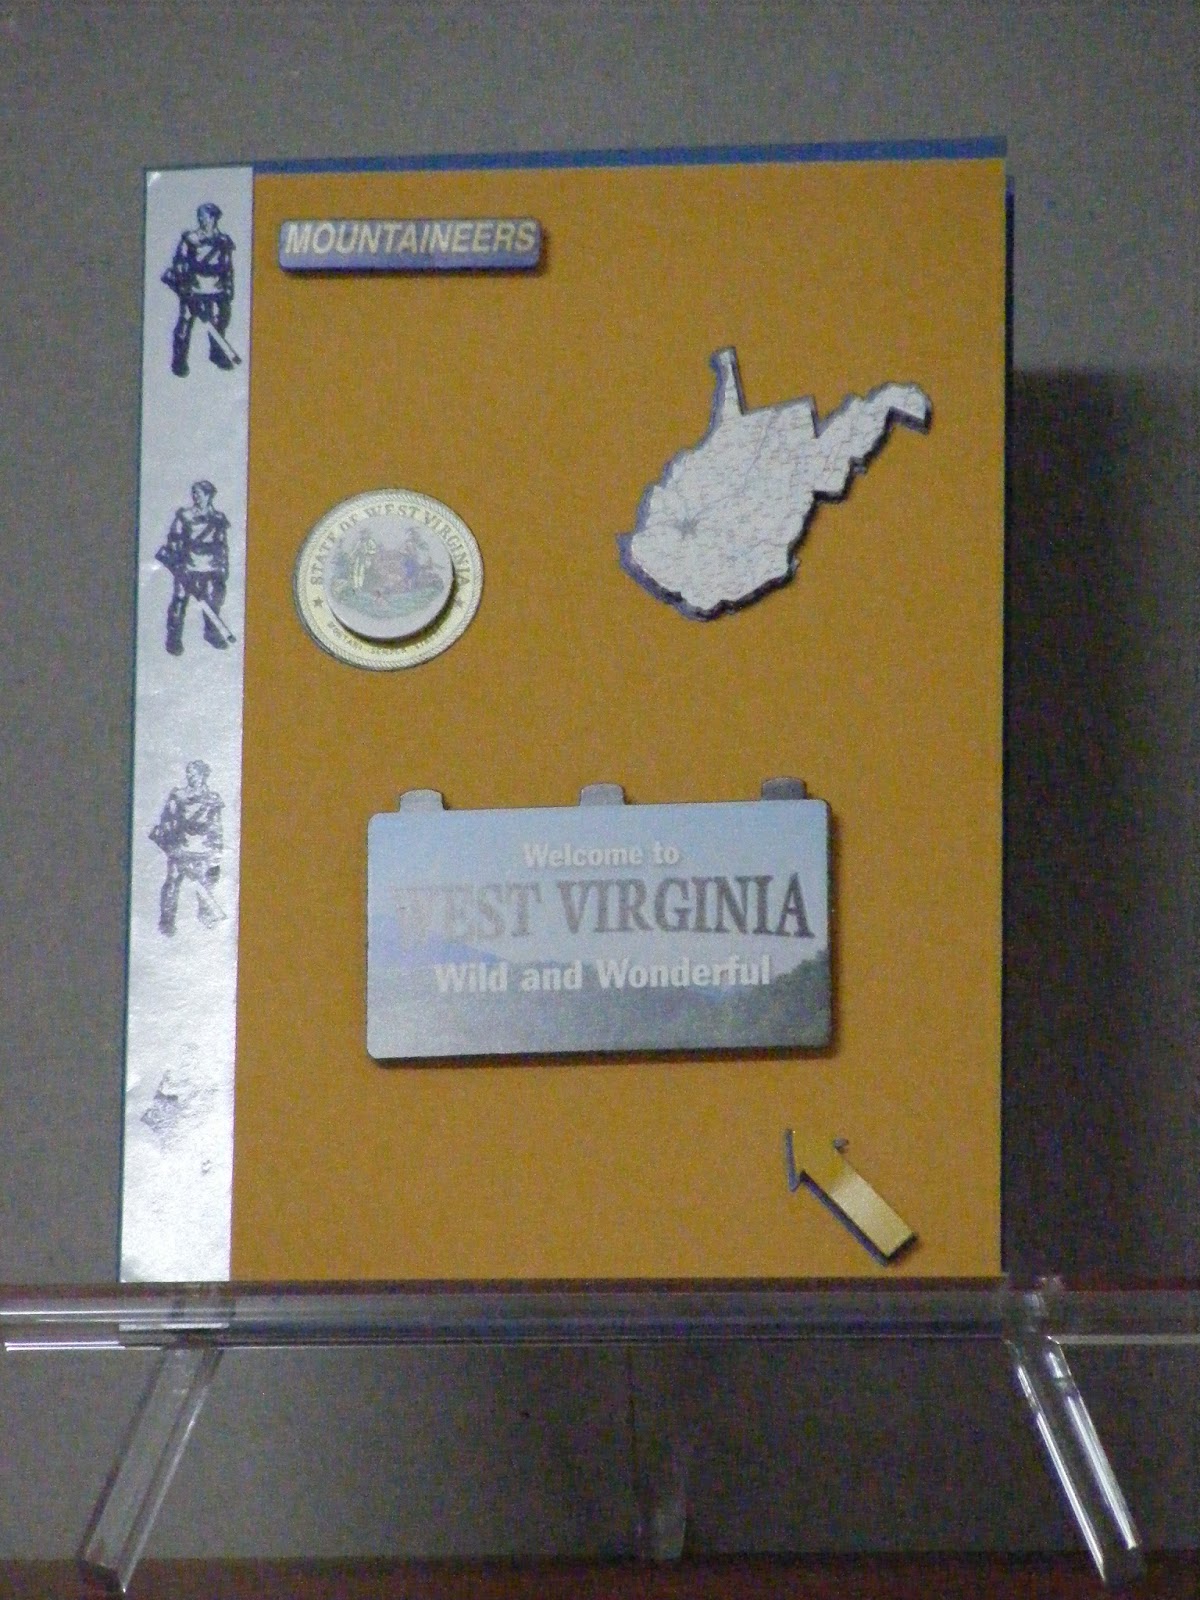 MOUNTAINEERS
STATE OF WEST VIRGINIA
Welcome to
WEST VIRGINIA
Wild and Wonderful